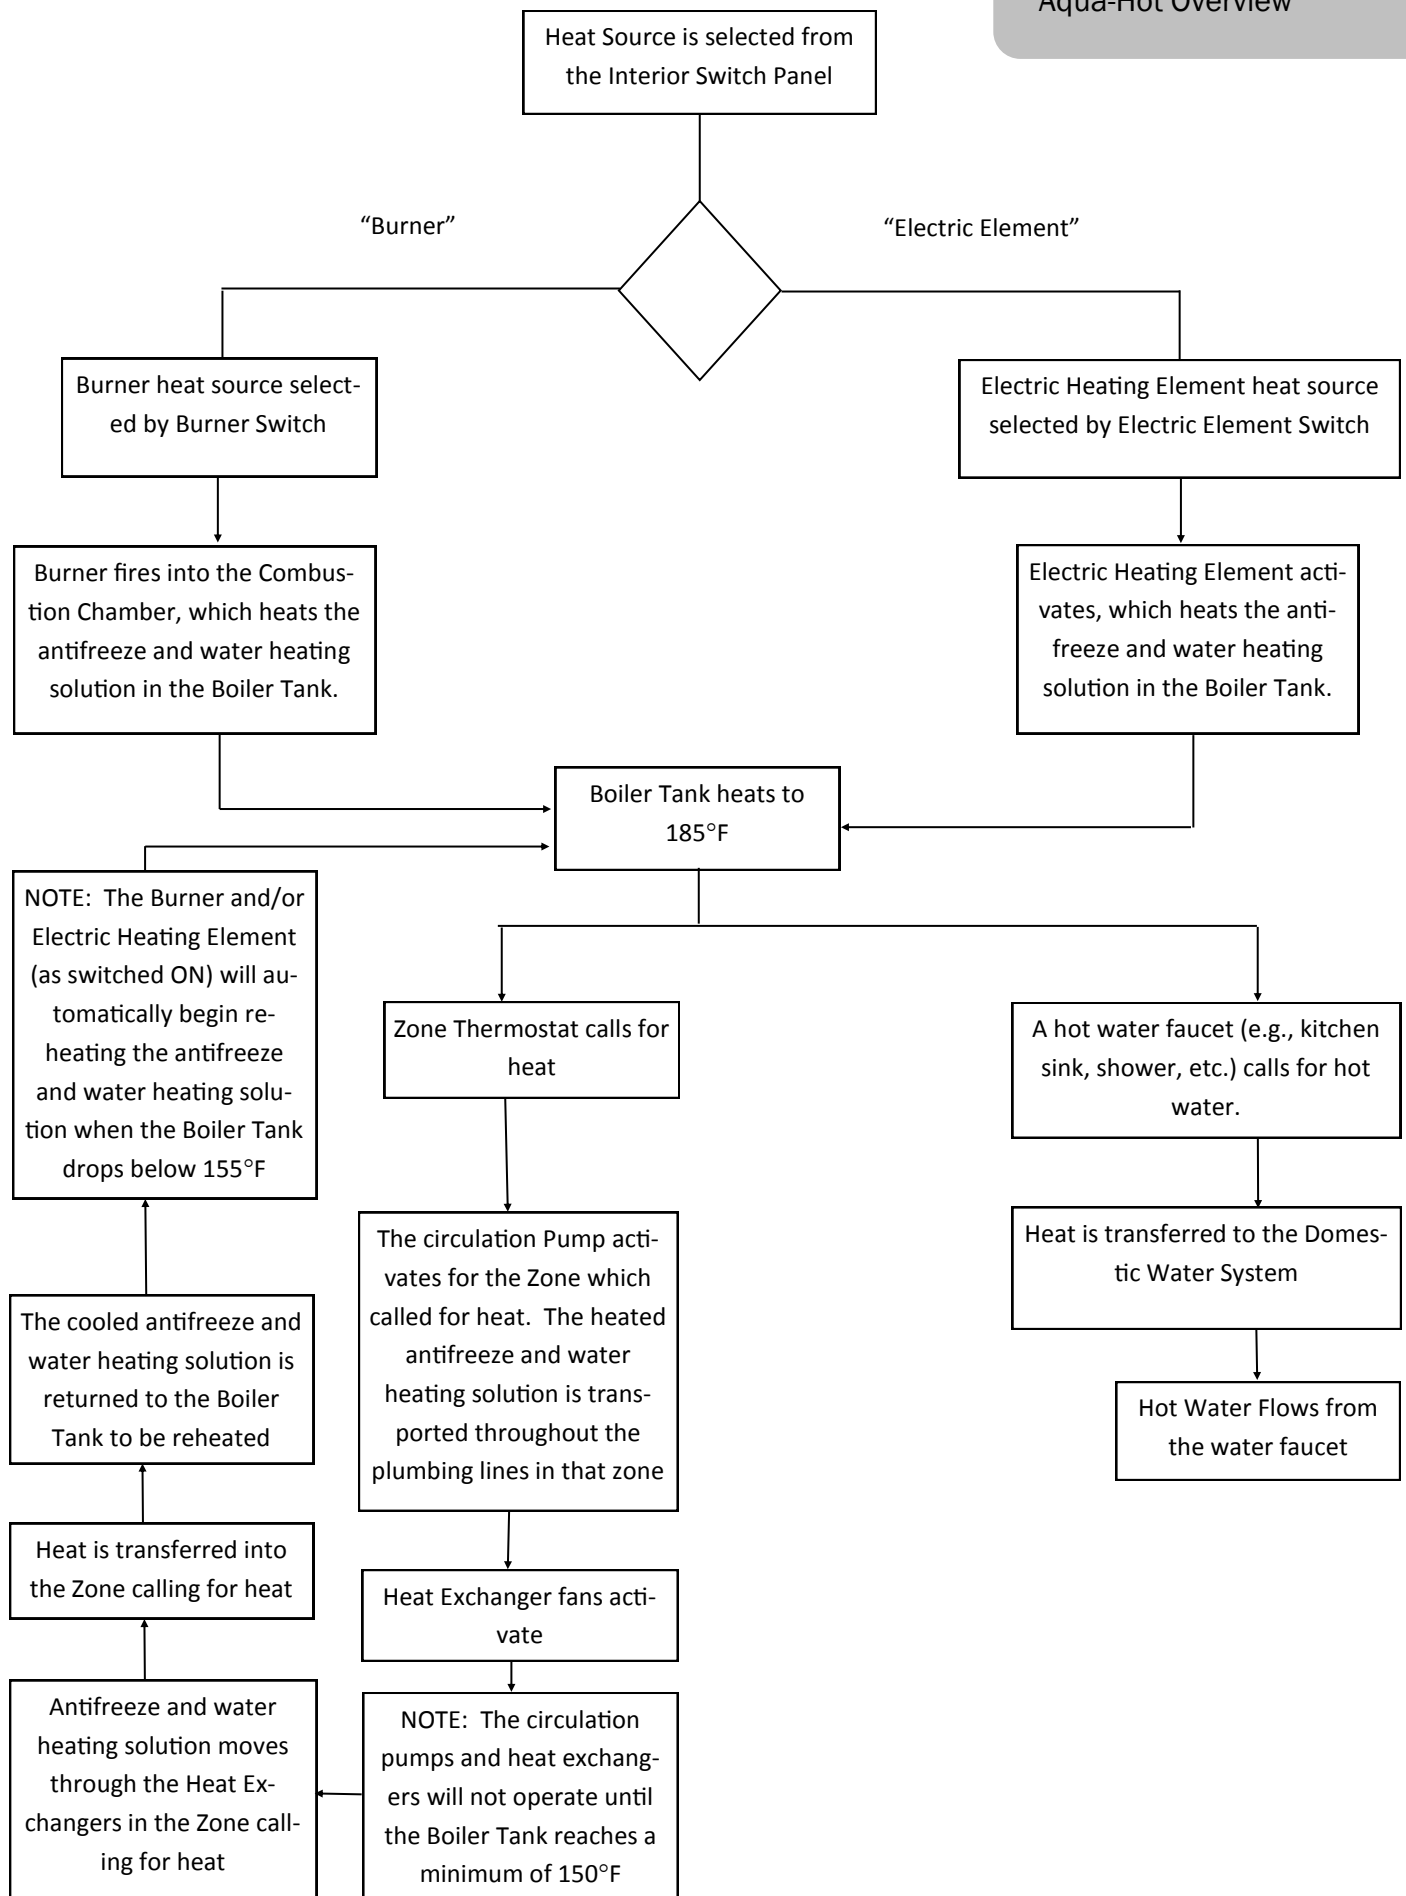 Aqua-Hot Overview
Heat Source is selected from
the Interior Switch Panel
“Burner”
“Electric Element”
Burner heat source select-
ed by Burner Switch
Electric Heating Element heat source
selected by Electric Element Switch
Burner fires into the Combus-
tion Chamber, which heats the
antifreeze and water heating
solution in the Boiler Tank.
Electric Heating Element acti-
vates, which heats the anti-
freeze and water heating
solution in the Boiler Tank.
Boiler Tank heats to
185°F
NOTE:  The Burner and/or
Electric Heating Element
(as switched ON) will au-
tomatically begin re-
heating the antifreeze
and water heating solu-
tion when the Boiler Tank
drops below 155°F
Zone Thermostat calls for
heat
A hot water faucet (e.g., kitchen
sink, shower, etc.) calls for hot
water.
The circulation Pump acti-
vates for the Zone which
called for heat.  The heated
antifreeze and water
heating solution is trans-
ported throughout the
plumbing lines in that zone
Heat is transferred to the Domes-
tic Water System
The cooled antifreeze and
water heating solution is
returned to the Boiler
Tank to be reheated
Hot Water Flows from
the water faucet
Heat is transferred into
the Zone calling for heat
Heat Exchanger fans acti-
vate
Antifreeze and water
heating solution moves
through the Heat Ex-
changers in the Zone call-
ing for heat
NOTE:  The circulation
pumps and heat exchang-
ers will not operate until
the Boiler Tank reaches a
minimum of 150°F